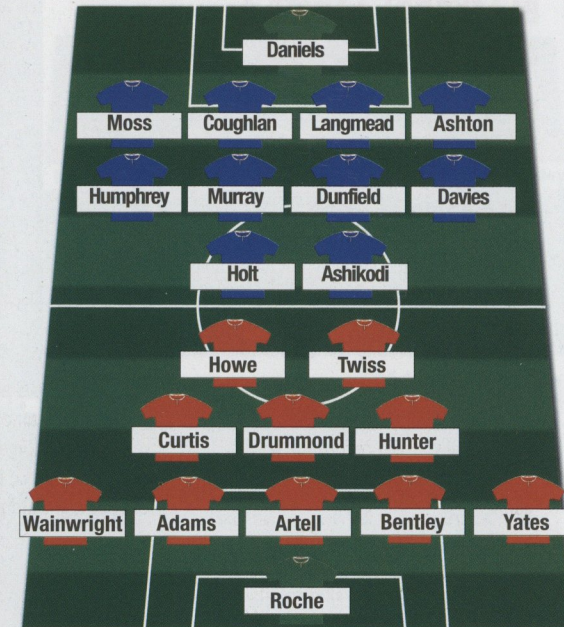 Daniels
Moss Coughlan Langmead Ashton
Humphrey Murray Dunfield Davies
Holt Ashikodi
Howe Twiss
Curtis Drummond Hunter
Wainwright Adams Artell Bentley Yates
Roche